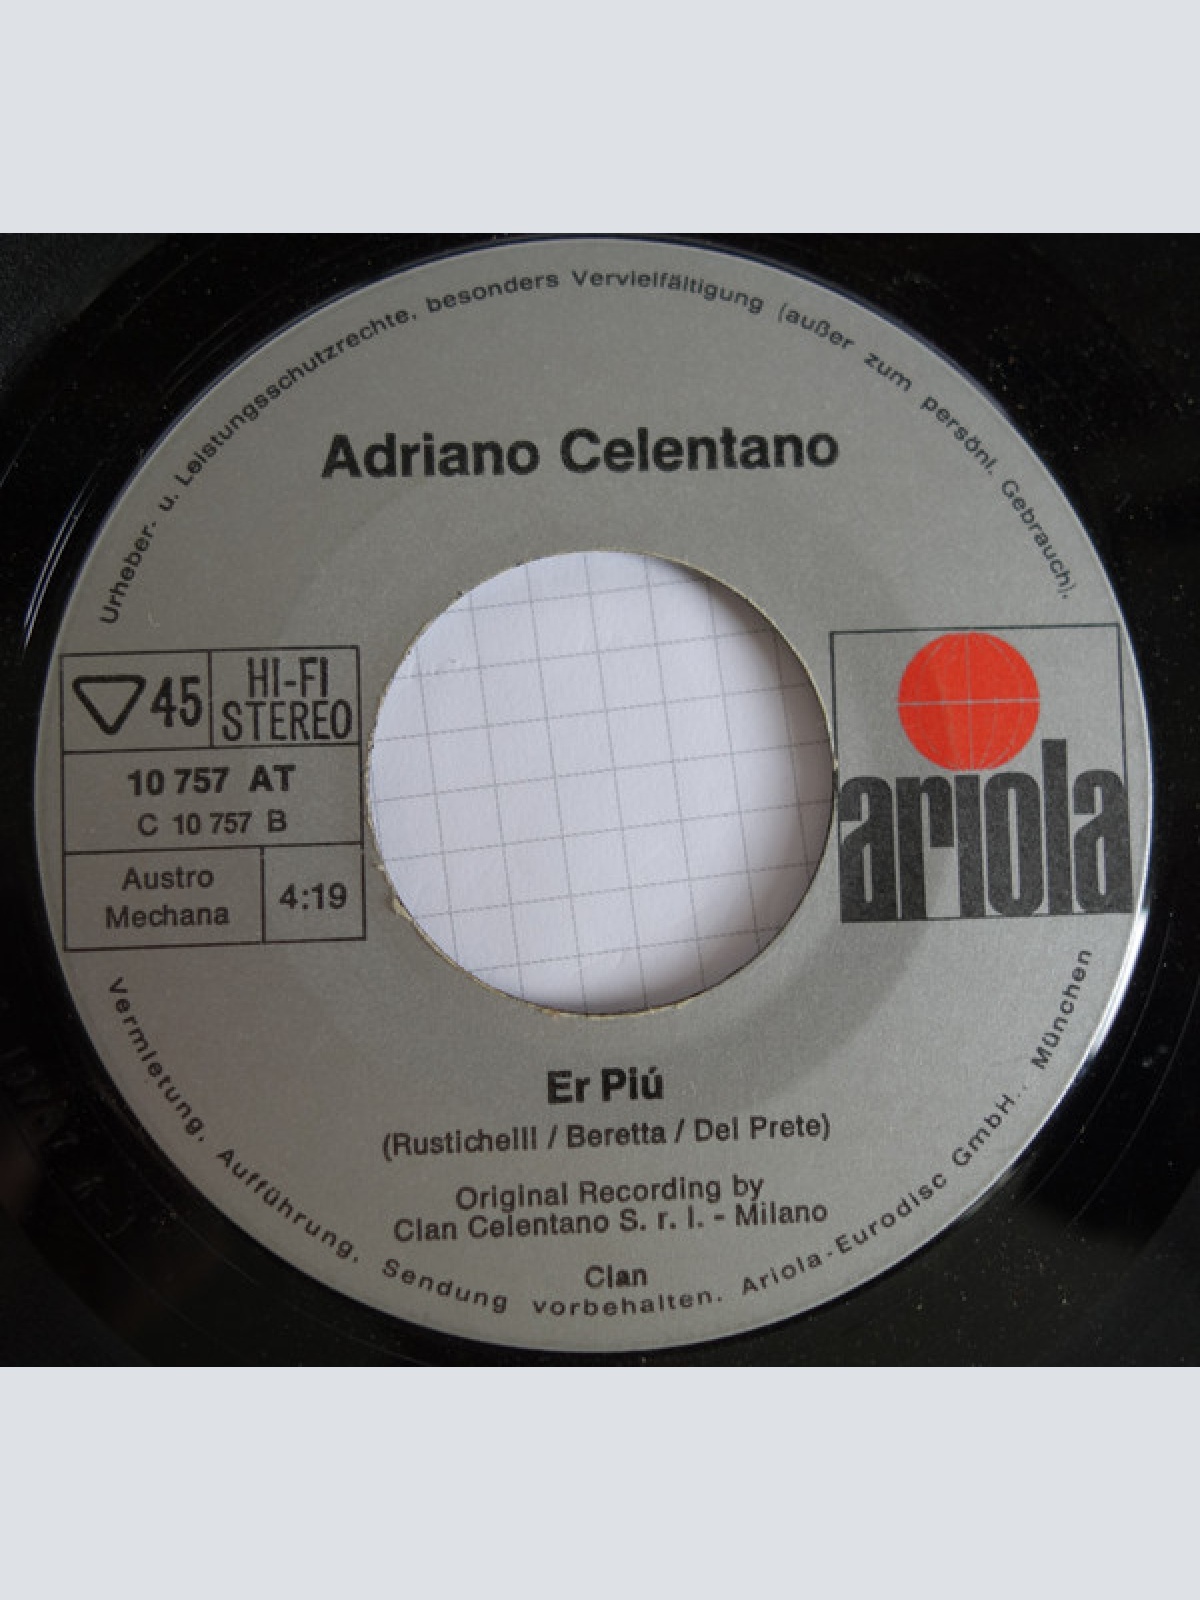 Urheber- u. Leistungsschutzrechte, besonders Vervielfältigung (außer zum persönl. Gebrauch),
Adriano Celentano
45
HI-FI
STEREO
10 757 AT
C 10 757 B
Austro
Mechana
4:19
ariola
Er Piú
(Rustichelli / Beretta / Del Prete)
Original Recording by
Clan Celentano S. r. l. - Milano
Clan
Vermietung, Aufführung, Sendung vorbehalten. Ariola-Eurodisc GmbH., München